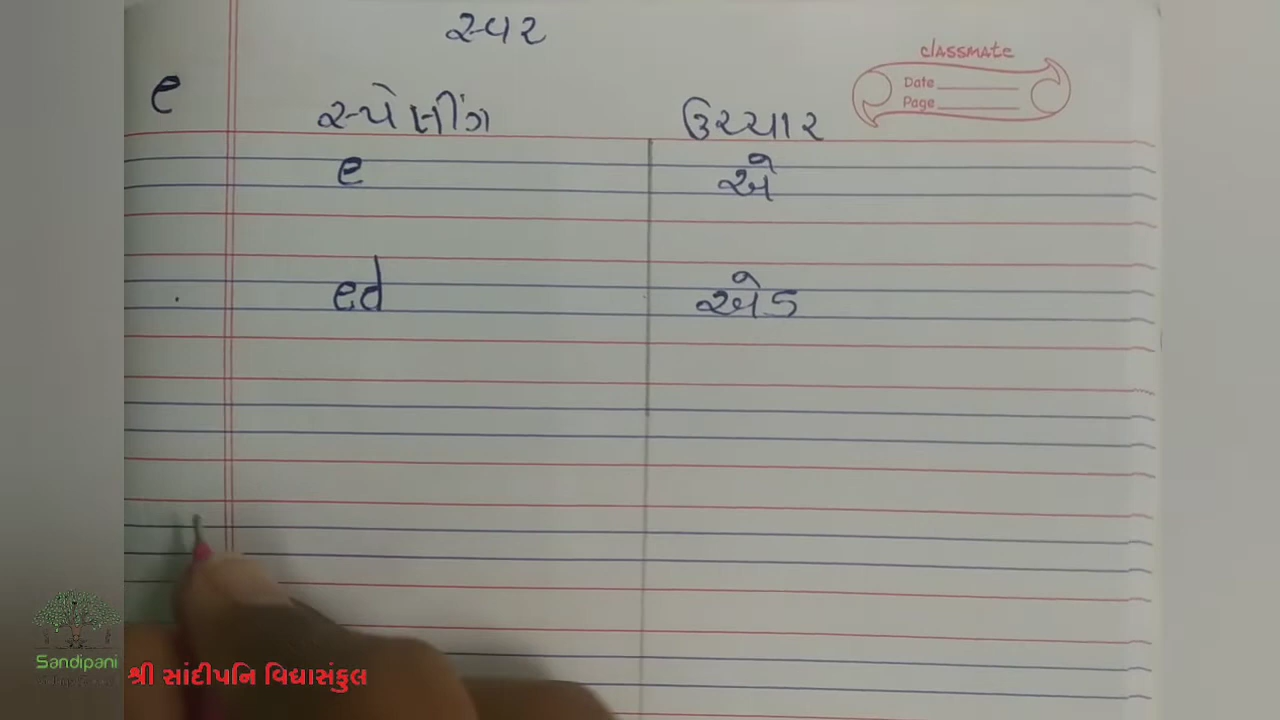 સ્વર
classmate
e
સ્પેલીંગ
ઉચ્ચાર
Date
Page
e
એ
ed
એડ
Sandipani
શ્રી સાંદીપનિ વિદ્યાસંકુલ